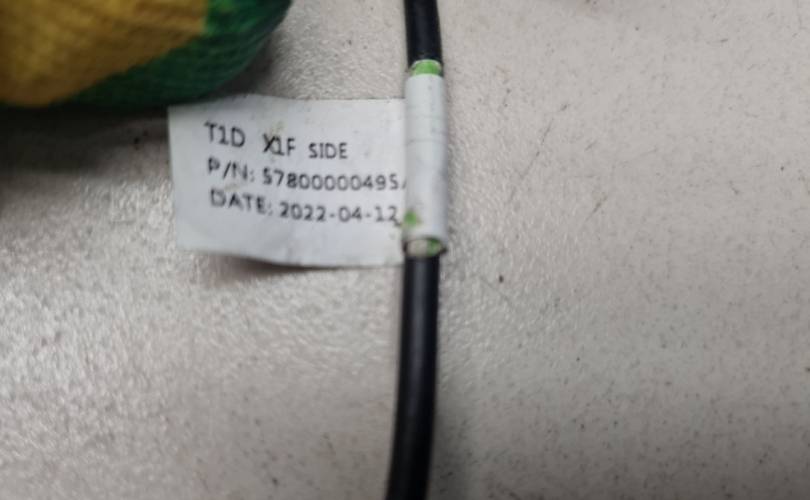 T1D X1F SIDE
P/N: 57800000495
DATE: 2022-04-12